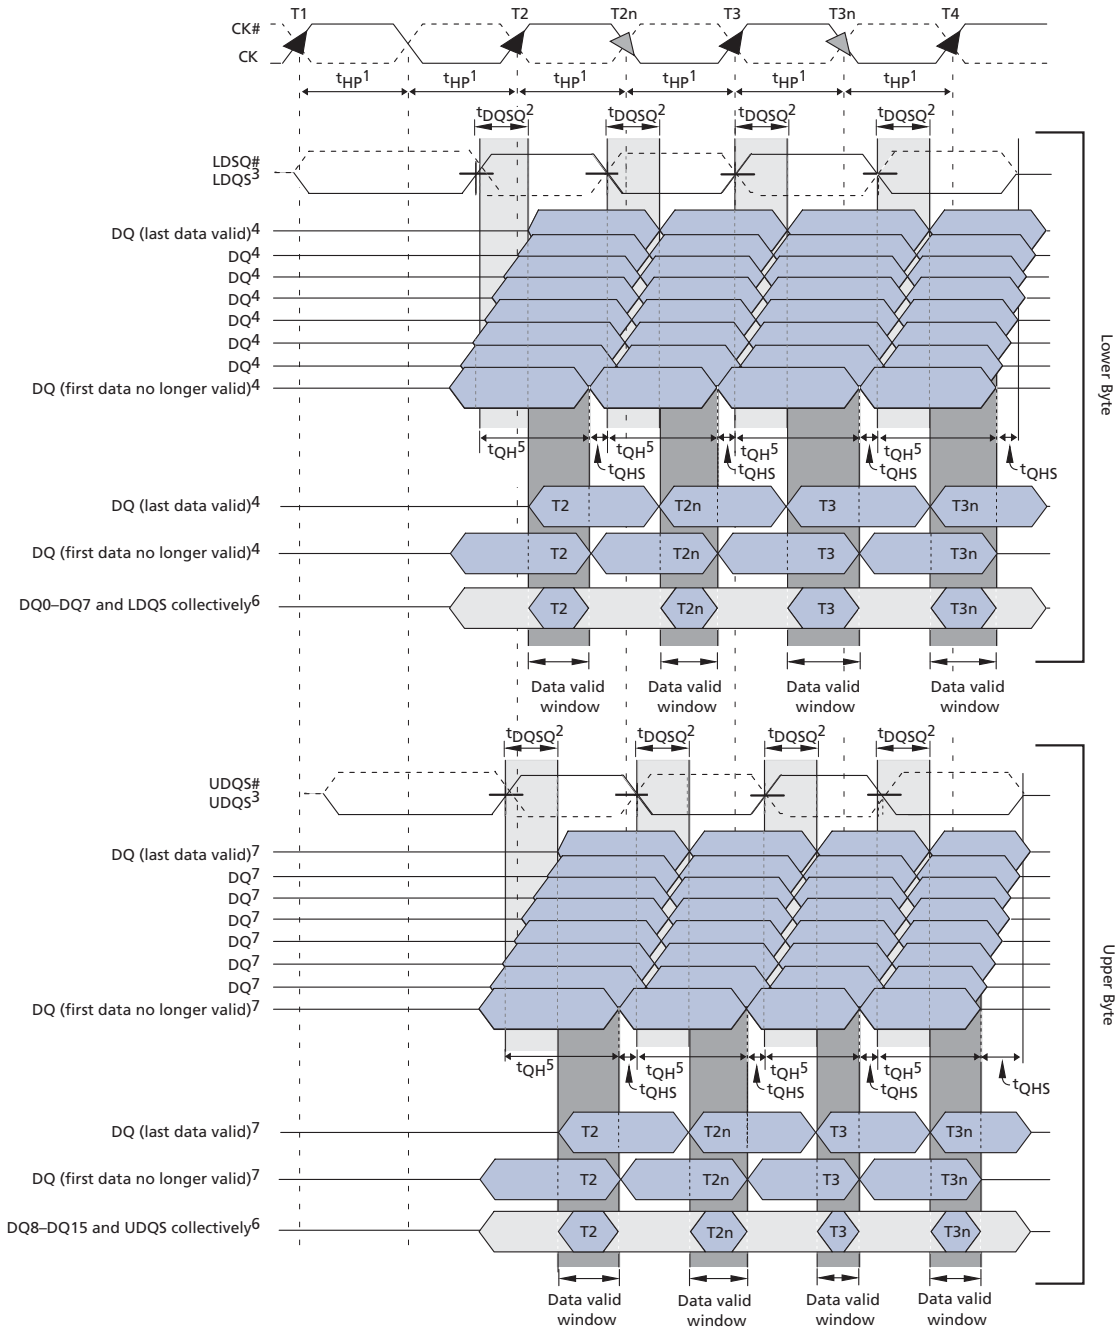 T1 T2 T2n T3 T3n T4
CK#
CK
tHP1 tHP1 tHP1 tHP1 tHP1 tHP1
tDQSQ2 tDQSQ2 tDQSQ2 tDQSQ2
LDSQ#
LDQS3
DQ (last data valid)4
DQ4
DQ4
DQ4
DQ4
DQ4
DQ4
DQ (first data no longer valid)4
Lower Byte
tQH5 tQH5 tQH5 tQH5
tQHS tQHS tQHS tQHS
DQ (last data valid)4 T2 T2n T3 T3n
DQ (first data no longer valid)4 T2 T2n T3 T3n
DQ0–DQ7 and LDQS collectively6 T2 T2n T3 T3n
Data valid window Data valid window Data valid window Data valid window
tDQSQ2 tDQSQ2 tDQSQ2 tDQSQ2
UDQS#
UDQS3
DQ (last data valid)7
DQ7
DQ7
DQ7
DQ7
DQ7
DQ7
DQ (first data no longer valid)7
Upper Byte
tQH5 tQH5 tQH5 tQH5
tQHS tQHS tQHS tQHS
DQ (last data valid)7 T2 T2n T3 T3n
DQ (first data no longer valid)7 T2 T2n T3 T3n
DQ8–DQ15 and UDQS collectively6 T2 T2n T3 T3n
Data valid window Data valid window Data valid window Data valid window